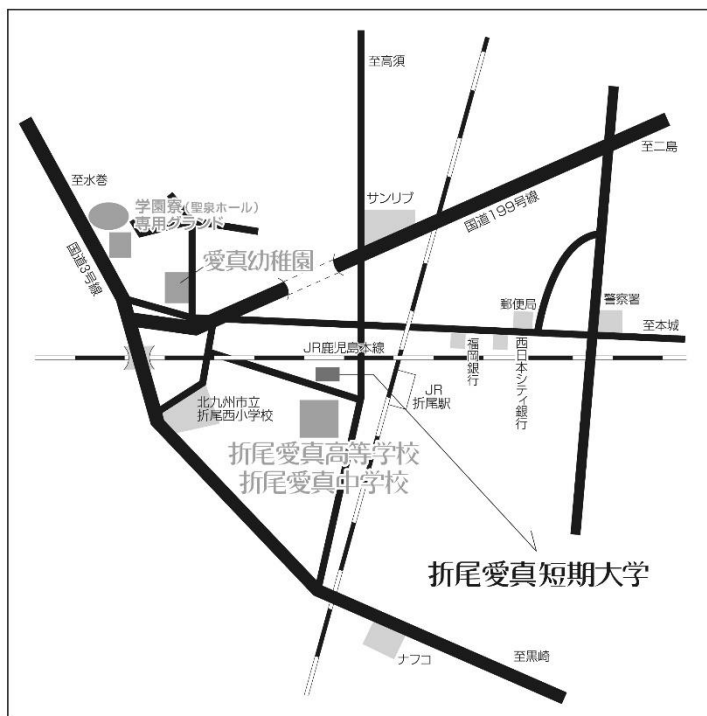 至高須
至水巻
至二島
サンリブ
学園寮(聖泉ホール)
専用グランド
国道199号線
国道3号線
愛真幼稚園
郵便局
警察署
至本城
JR鹿児島本線
福岡銀行
西日本シティ銀行
JR
折尾駅
北九州市立
折尾西小学校
折尾愛真高等学校
折尾愛真中学校
折尾愛真短期大学
ナフコ
至黒崎